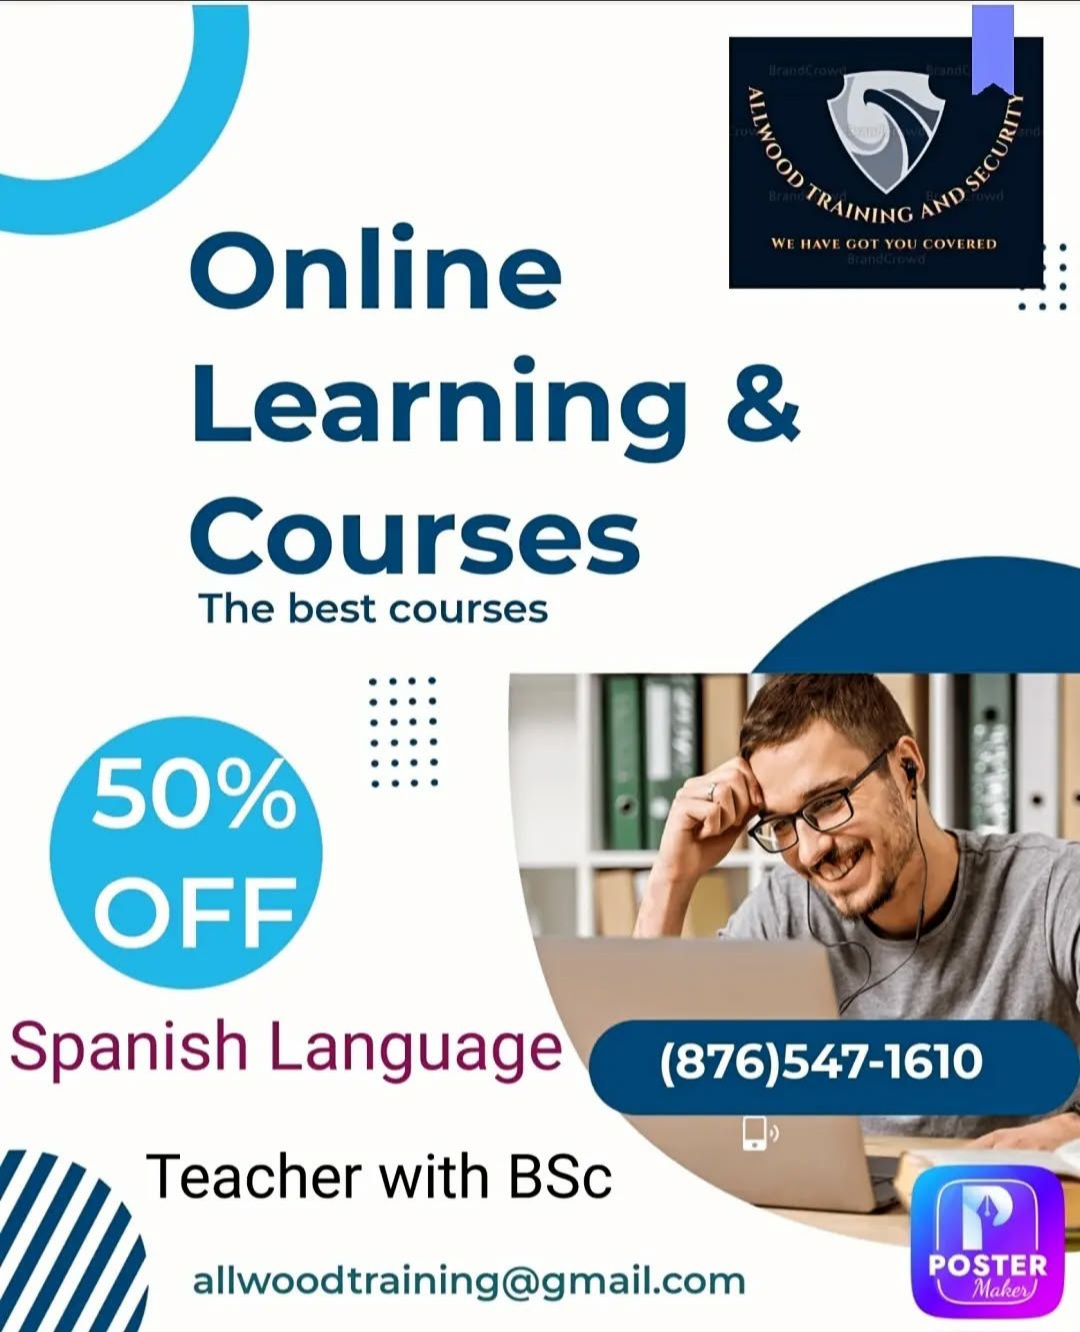 ALLWOOD TRAINING AND SECURITY
WE HAVE GOT YOU COVERED
BrandCrowd
Online
Learning &
Courses
The best courses
50%
OFF
Spanish Language
(876)547-1610
Teacher with BSc
allwoodtraining@gmail.com
POSTER
Maker